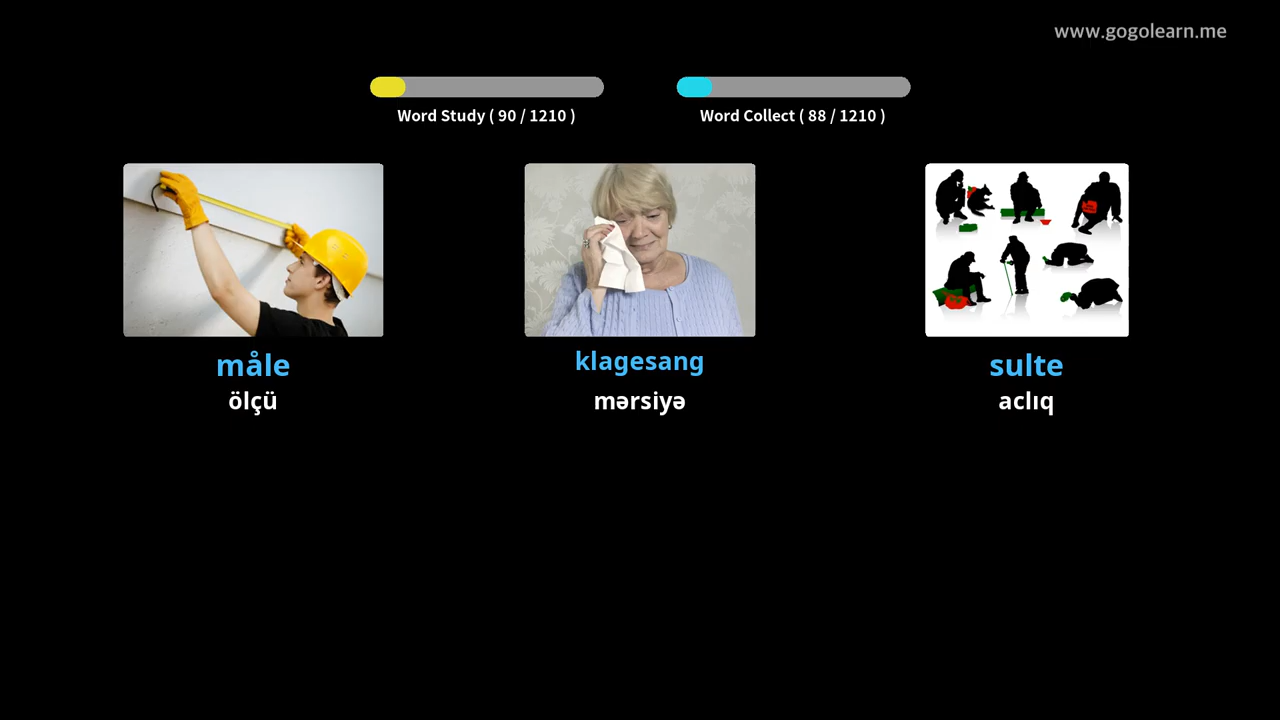 www.gogolearn.me
Word Study ( 90 / 1210 )
Word Collect ( 88 / 1210 )
måle
klagesang
sulte
ölçü
mərsiyə
aclıq